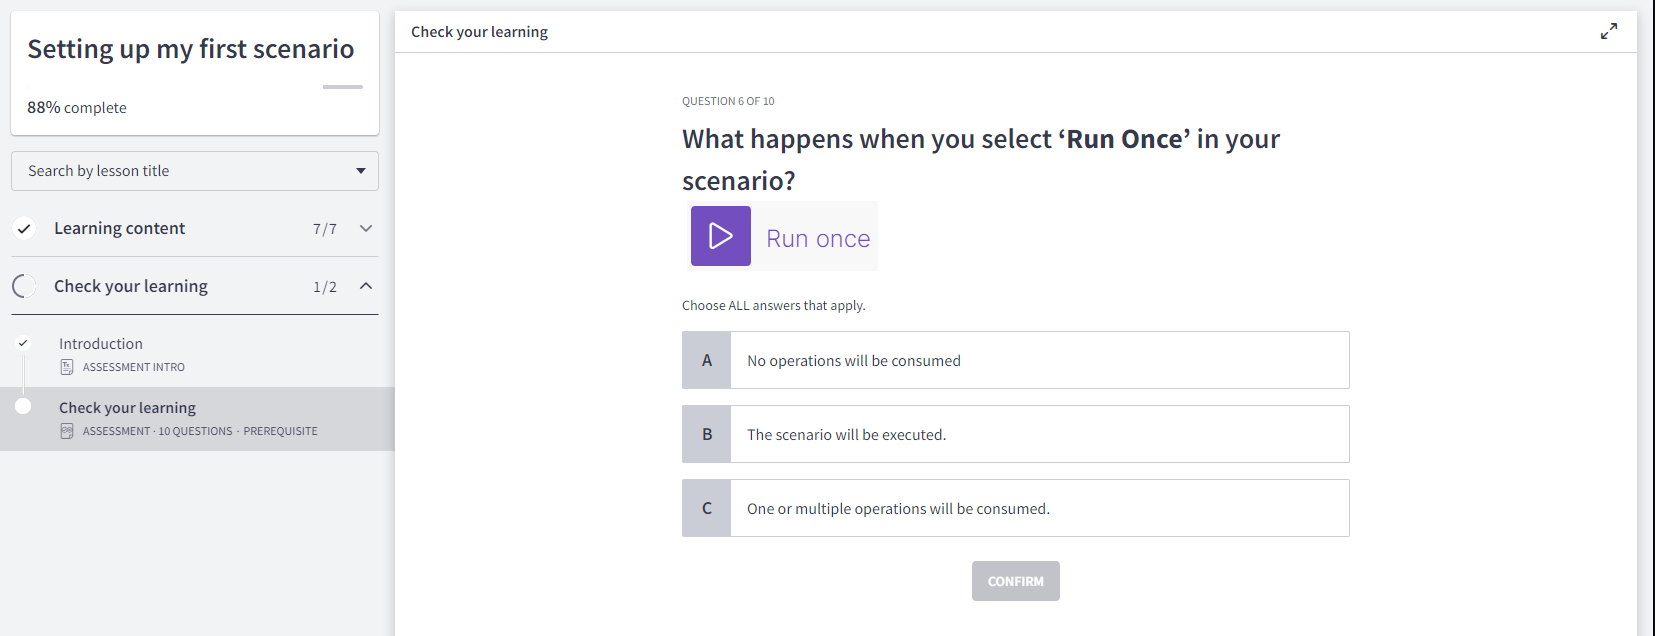 Setting up my first scenario
88% complete
Search by lesson title
Learning content 7/7
Check your learning 1/2
Introduction
ASSESSMENT INTRO
Check your learning
ASSESSMENT · 10 QUESTIONS · PREREQUISITE
Check your learning
QUESTION 6 OF 10
What happens when you select ‘Run Once’ in your
scenario?
Run once
Choose ALL answers that apply.
A No operations will be consumed
B The scenario will be executed.
C One or multiple operations will be consumed.
CONFIRM